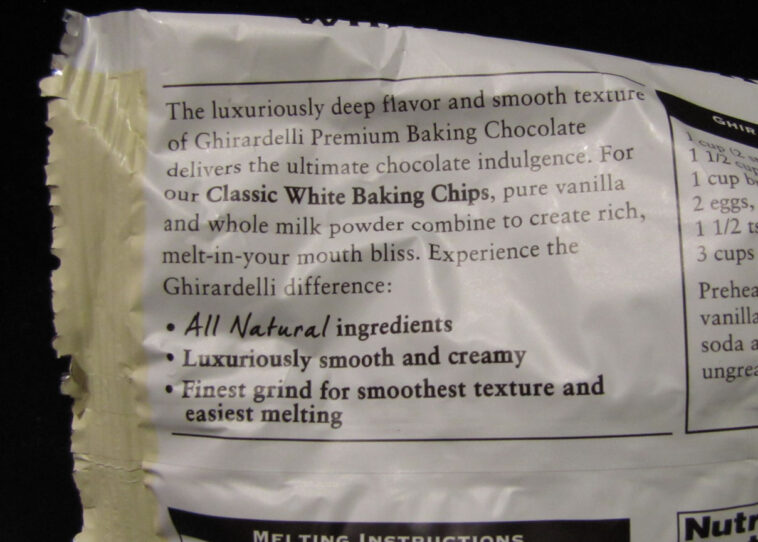 The luxuriously deep flavor and smooth texture
of Ghirardelli Premium Baking Chocolate
delivers the ultimate chocolate indulgence. For
our Classic White Baking Chips, pure vanilla
and whole milk powder combine to create rich,
melt-in-your mouth bliss. Experience the
Ghirardelli difference:
• All Natural ingredients
• Luxuriously smooth and creamy
• Finest grind for smoothest texture and
easiest melting
MELTING INSTRUCTIONS
GHIR
1 cup (2
1 1/2 cup
1 cup
2 eggs,
1 1/2 ts
3 cups
Prehea
vanilla
soda a
ungrea
Nutr